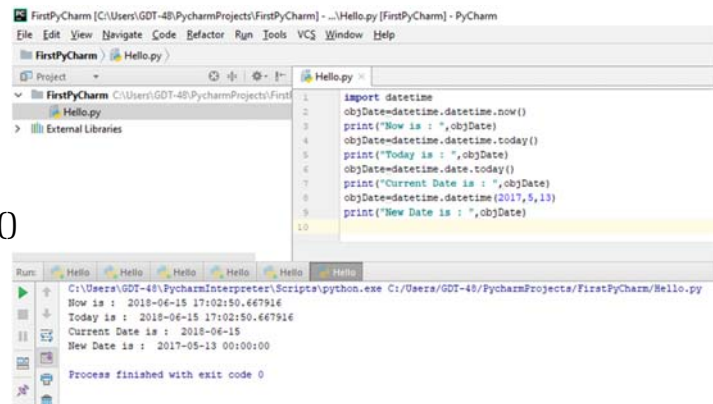 FirstPyCharm [C:\Users\GDT-48\PycharmProjects\FirstPyCharm] - ...\Hello.py [FirstPyCharm] - PyCharm
File Edit View Navigate Code Refactor Run Tools VCS Window Help
FirstPyCharm Hello.py
Project
Hello.py
FirstPyCharm C:\Users\GDT-48\PycharmProjects\First
Hello.py
External Libraries
1 import datetime
2 objDate=datetime.datetime.now()
3 print("Now is : ",objDate)
4 objDate=datetime.datetime.today()
5 print("Today is : ",objDate)
6 objDate=datetime.date.today()
7 print("Current Date is : ",objDate)
8 objDate=datetime.datetime(2017,5,13)
9 print("New Date is : ",objDate)
10
0
Run: Hello Hello Hello Hello Hello Hello
C:\Users\GDT-48\PycharmInterpreter\Scripts\python.exe C:/Users/GDT-48/PycharmProjects/FirstPyCharm/Hello.py
Now is : 2018-06-15 17:02:50.667916
Today is : 2018-06-15 17:02:50.667916
Current Date is : 2018-06-15
New Date is : 2017-05-13 00:00:00
Process finished with exit code 0